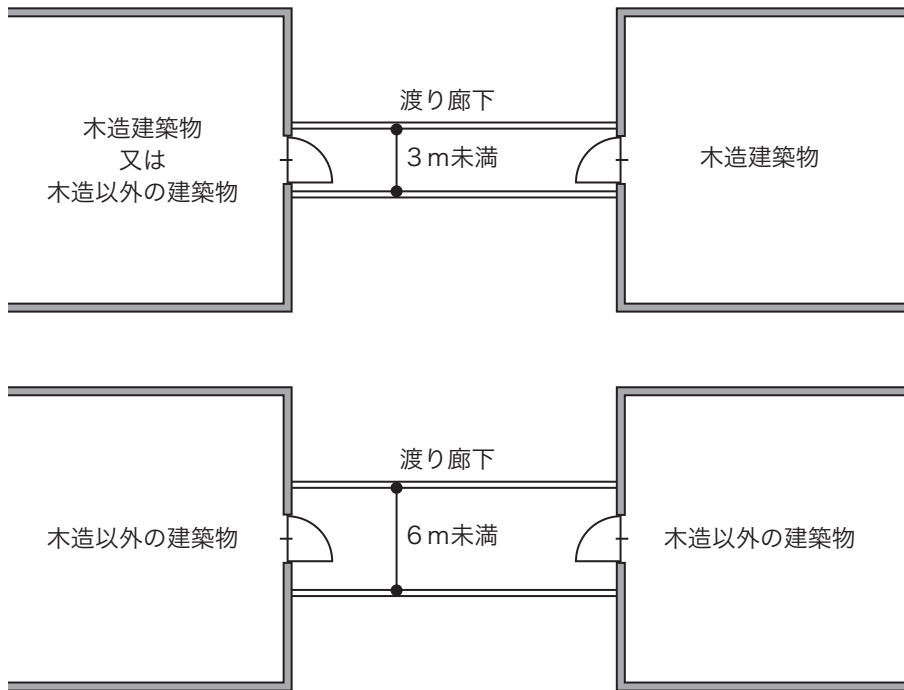 渡り廊下
木造建築物
又は
木造以外の建築物
３ｍ未満
木造建築物
渡り廊下
木造以外の建築物
６ｍ未満
木造以外の建築物